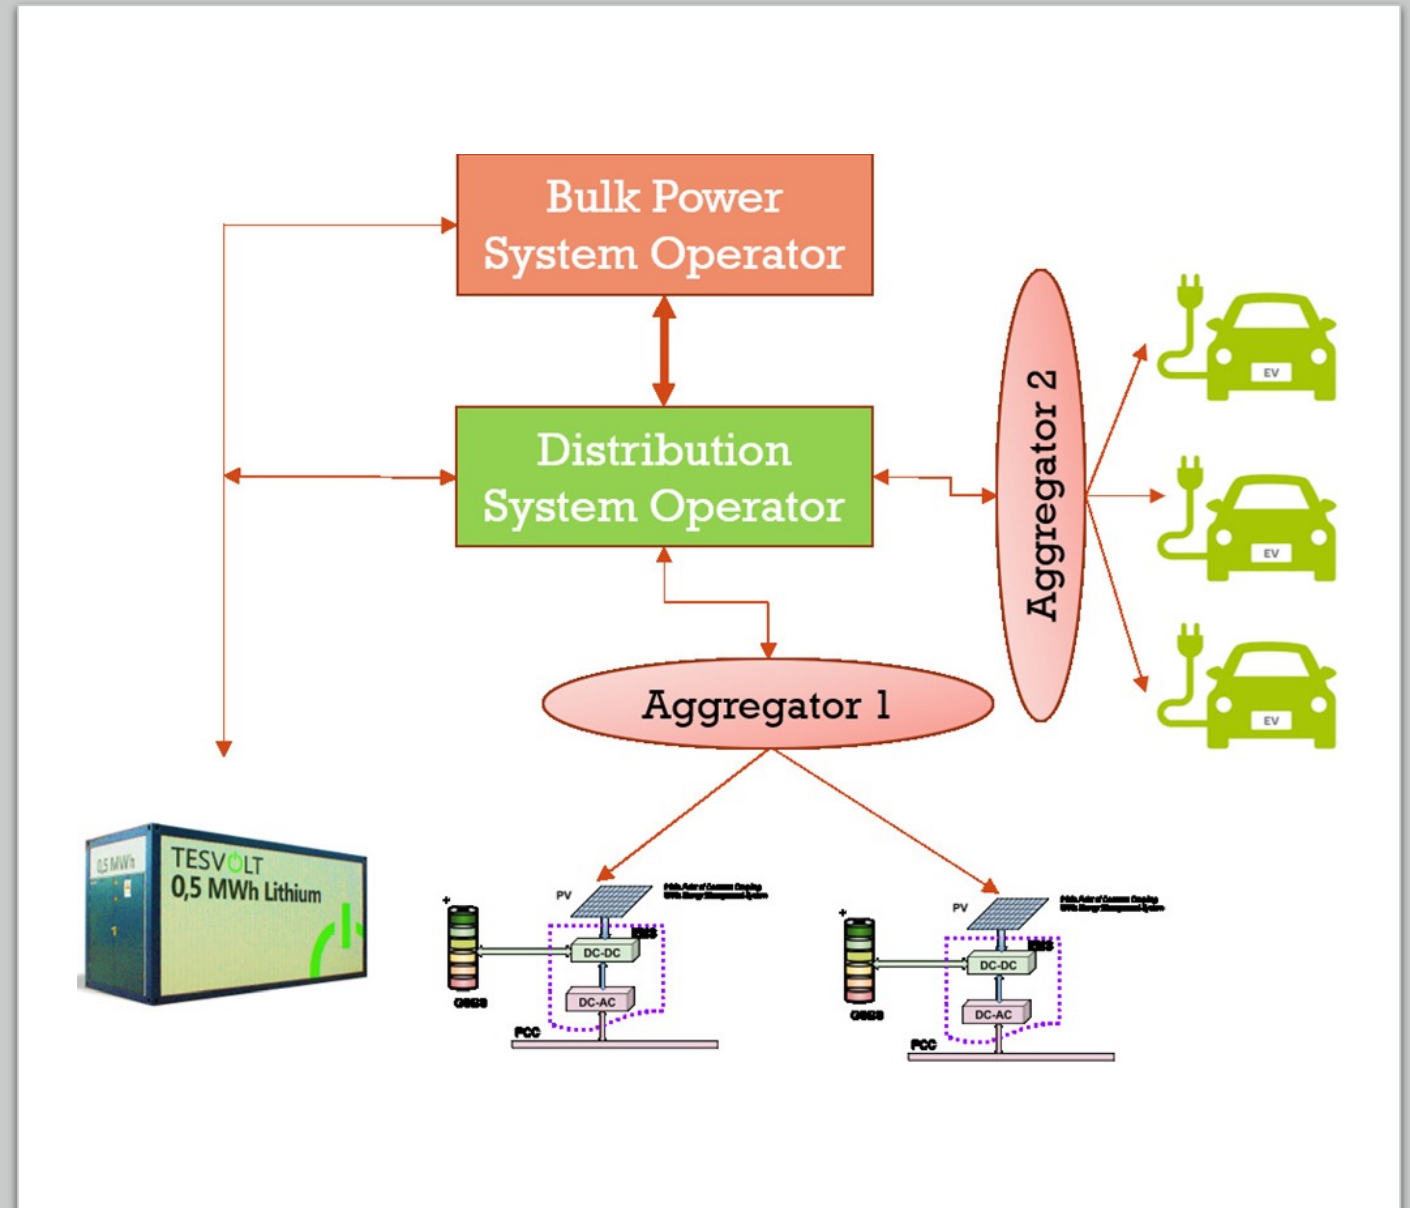 Bulk Power
System Operator
Distribution
System Operator
Aggregator 2
EV
EV
EV
Aggregator 1
0,5 MWh
TESVOLT
0,5 MWh Lithium
PV
+
DC-DC
DC-AC
PCC
PV
+
DC-DC
DC-AC
PCC